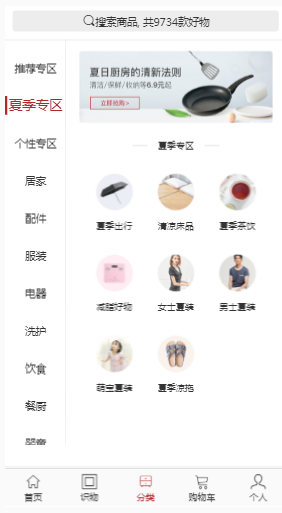 搜索商品, 共9734款好物
推荐专区
夏季专区
个性专区
居家
配件
服装
电器
洗护
饮食
餐厨
婴童
夏日厨房的清新法则
清洁/保鲜/收纳等6.9元起
立即抢购 >
夏季专区
夏季出行
清凉床品
夏季茶饮
减脂好物
女士夏装
男士夏装
萌宝夏装
夏季凉拖
首页
识物
分类
购物车
个人